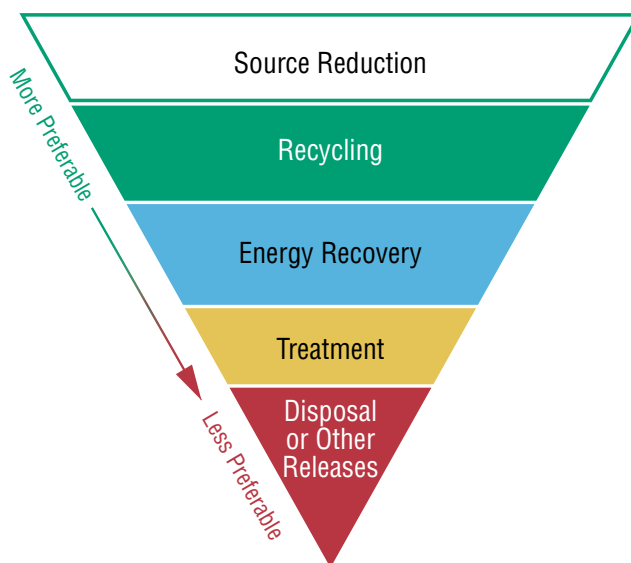 Source Reduction
More Preferable
Recycling
Energy Recovery
Treatment
Disposal
or Other
Releases
Less Preferable